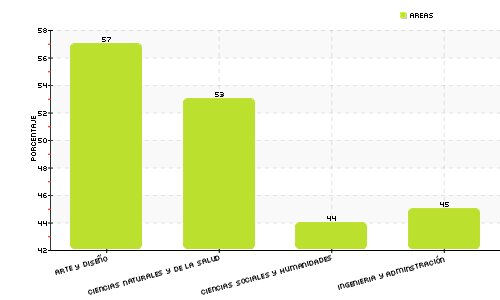 AREAS
58
57
56
54
53
52
50
48
46
45
44
44
42
PORCENTAJE
ARTE Y DISEÑO
CIENCIAS NATURALES Y DE LA SALUD
CIENCIAS SOCIALES Y HUMANIDADES
INGENIERIA Y ADMINSTRACIÓN